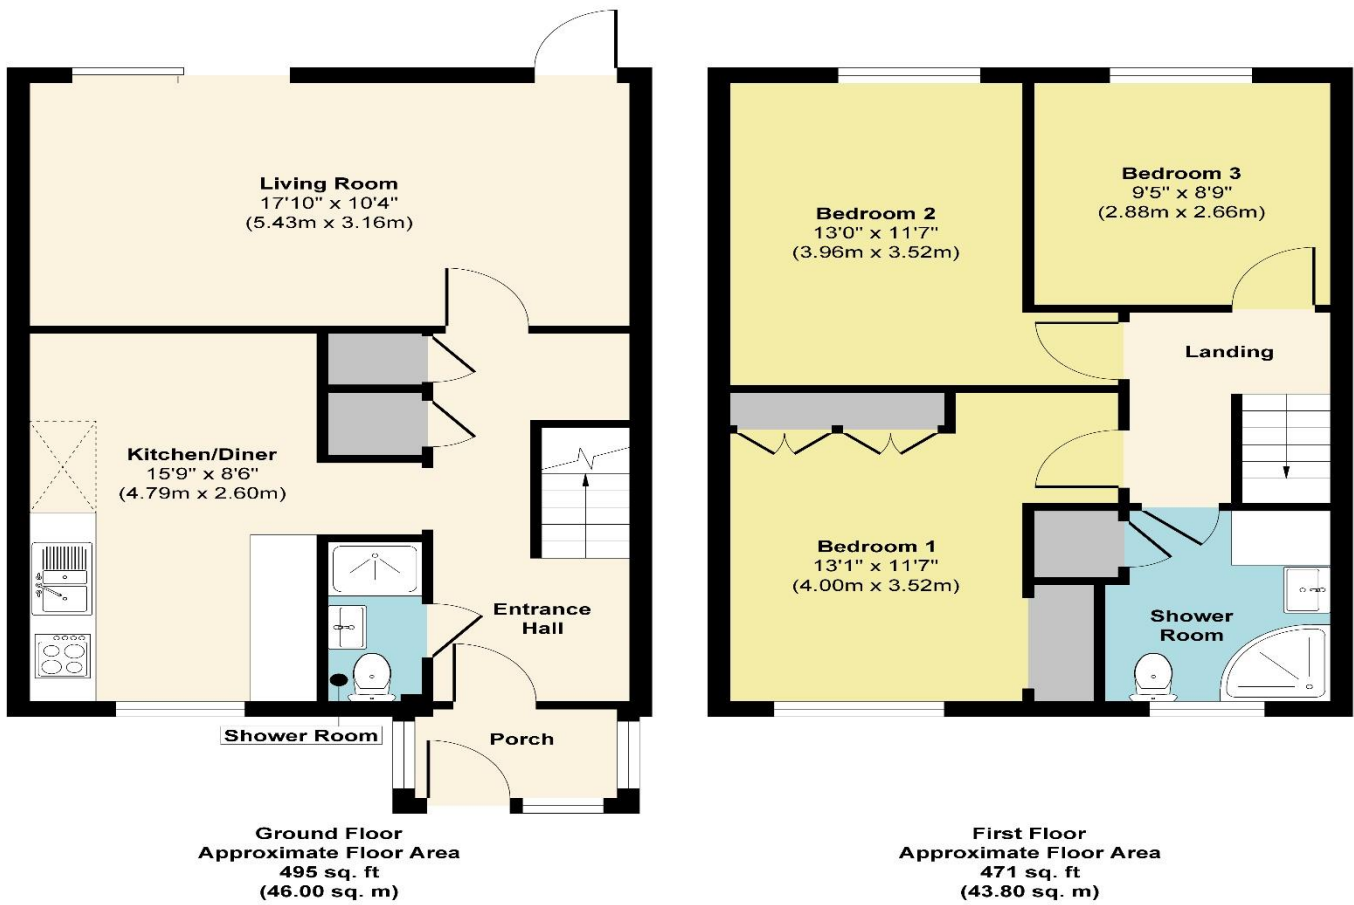 Living Room
17'10" x 10'4"
(5.43m x 3.16m)
Kitchen/Diner
15'9" x 8'6"
(4.79m x 2.60m)
Entrance
Hall
Shower Room
Porch
Ground Floor
Approximate Floor Area
495 sq. ft
(46.00 sq. m)
Bedroom 2
13'0" x 11'7"
(3.96m x 3.52m)
Bedroom 3
9'5" x 8'9"
(2.88m x 2.66m)
Landing
Bedroom 1
13'1" x 11'7"
(4.00m x 3.52m)
Shower
Room
First Floor
Approximate Floor Area
471 sq. ft
(43.80 sq. m)